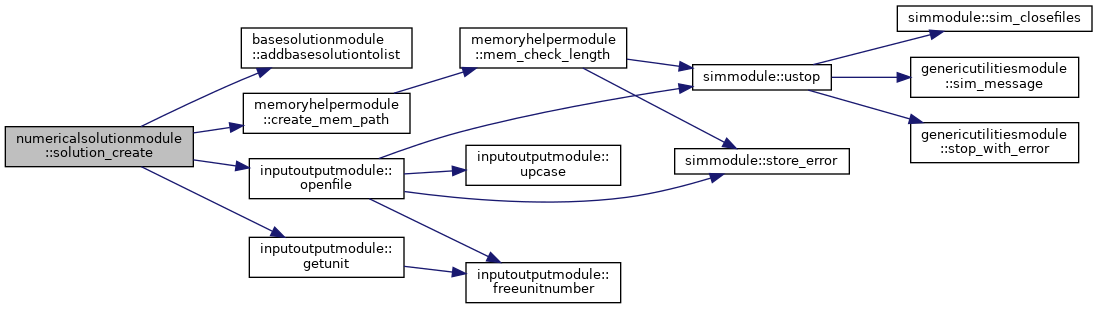 numericalsolutionmodule
::solution_create
basesolutionmodule
::addbasesolutiontolist
memoryhelpermodule
::create_mem_path
inputoutputmodule::
openfile
inputoutputmodule::
getunit
memoryhelpermodule
::mem_check_length
inputoutputmodule::
upcase
inputoutputmodule::
freeunitnumber
simmodule::ustop
simmodule::store_error
simmodule::sim_closefiles
genericutilitiesmodule
::sim_message
genericutilitiesmodule
::stop_with_error